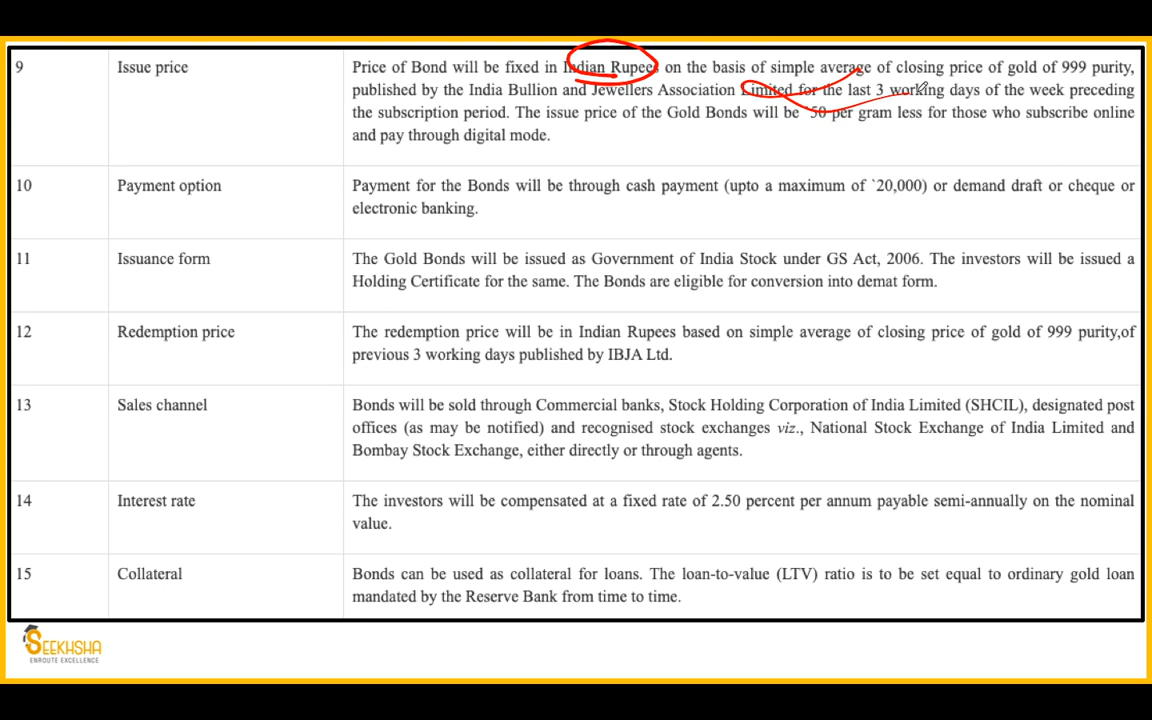 9 Issue price Price of Bond will be fixed in Indian Rupees on the basis of simple average of closing price of gold of 999 purity,
published by the India Bullion and Jewellers Association Limited for the last 3 working days of the week preceding
the subscription period. The issue price of the Gold Bonds will be `50 per gram less for those who subscribe online
and pay through digital mode.
10 Payment option Payment for the Bonds will be through cash payment (upto a maximum of `20,000) or demand draft or cheque or
electronic banking.
11 Issuance form The Gold Bonds will be issued as Government of India Stock under GS Act, 2006. The investors will be issued a
Holding Certificate for the same. The Bonds are eligible for conversion into demat form.
12 Redemption price The redemption price will be in Indian Rupees based on simple average of closing price of gold of 999 purity,of
previous 3 working days published by IBJA Ltd.
13 Sales channel Bonds will be sold through Commercial banks, Stock Holding Corporation of India Limited (SHCIL), designated post
offices (as may be notified) and recognised stock exchanges viz., National Stock Exchange of India Limited and
Bombay Stock Exchange, either directly or through agents.
14 Interest rate The investors will be compensated at a fixed rate of 2.50 percent per annum payable semi-annually on the nominal
value.
15 Collateral Bonds can be used as collateral for loans. The loan-to-value (LTV) ratio is to be set equal to ordinary gold loan
mandated by the Reserve Bank from time to time.
SEEKHSHA
ENROUTE EXCELLENCE